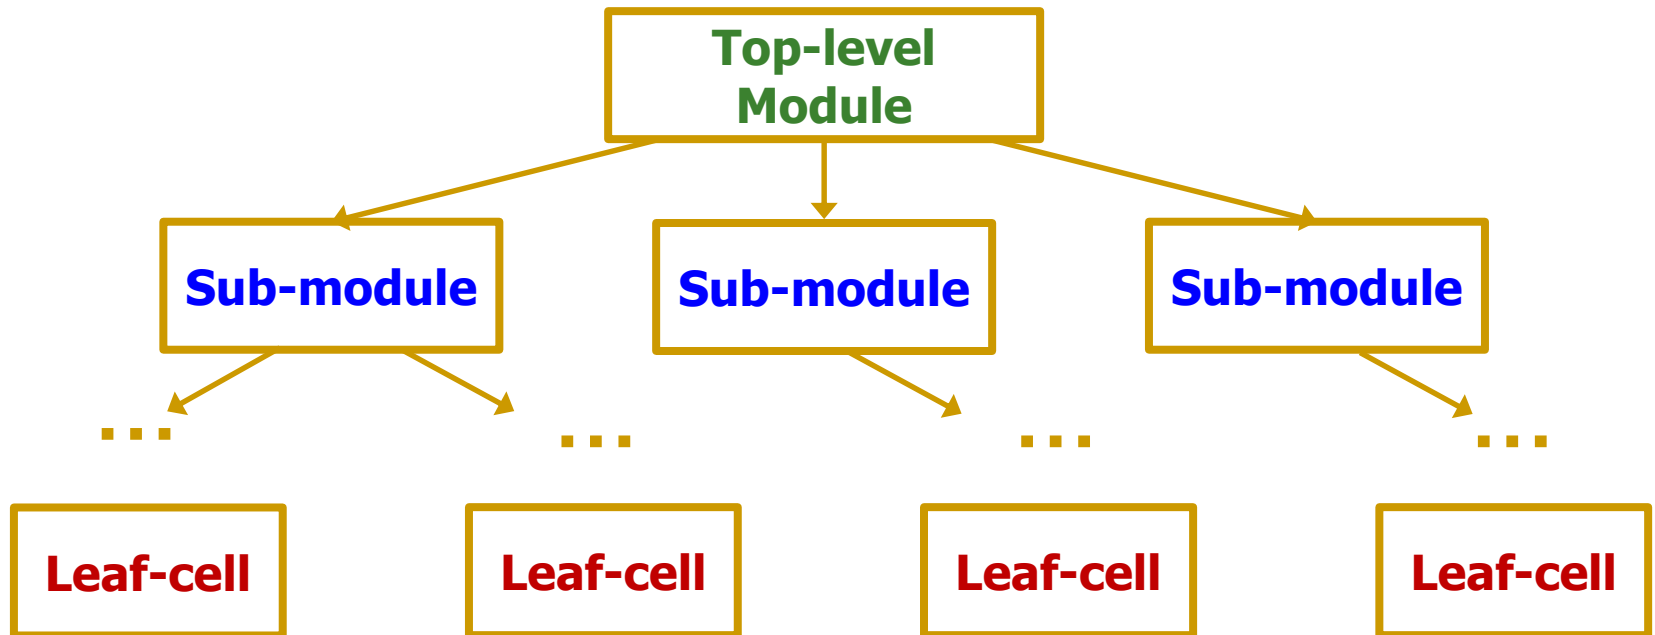 Top-level
Module
Sub-module
Sub-module
Sub-module
...
...
...
...
Leaf-cell
Leaf-cell
Leaf-cell
Leaf-cell